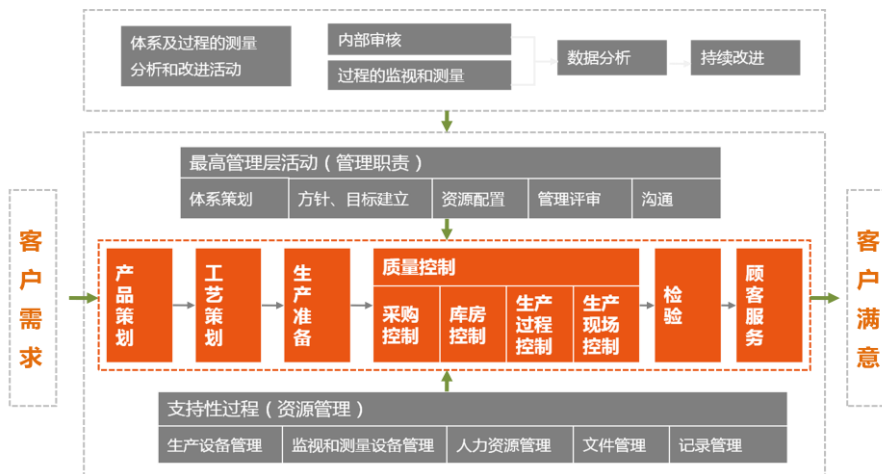 体系及过程的测量
分析和改进活动
内部审核
过程的监视和测量
数据分析
持续改进
最高管理层活动（管理职责）
体系策划
方针、目标建立
资源配置
管理评审
沟通
客户需求
产品策划
工艺策划
生产准备
质量控制
采购
控制
库房
控制
生产
过程
控制
生产
现场
控制
检验
顾客服务
客户满意
支持性过程（资源管理）
生产设备管理
监视和测量设备管理
人力资源管理
文件管理
记录管理